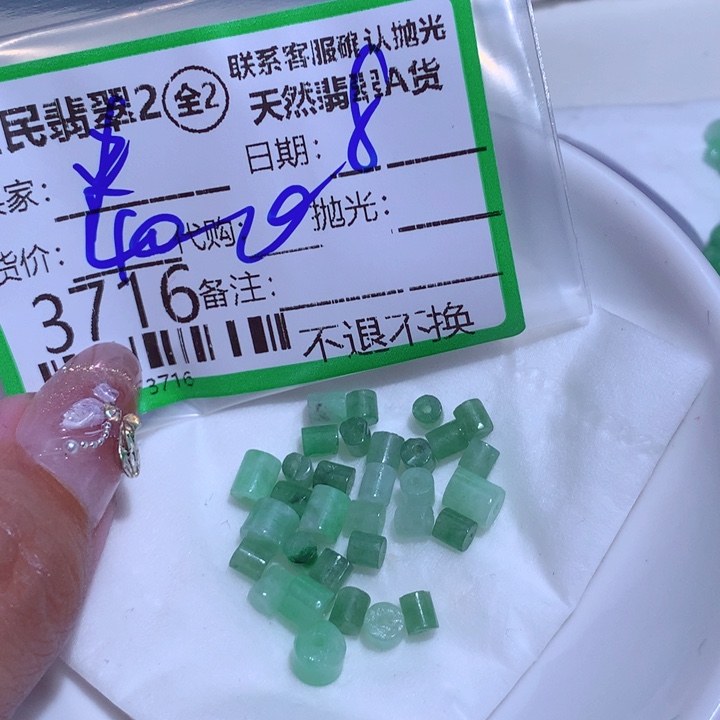 联系客服确认抛光
民翡翠2 全2 天然翡翠A货
家: 日期: 8
货价: 代购: 抛光:
3716 备注:
不退不换
3716